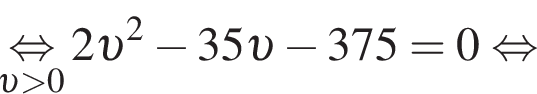 ⇔ 2υ² − 35υ − 375 = 0 ⇔
υ>0